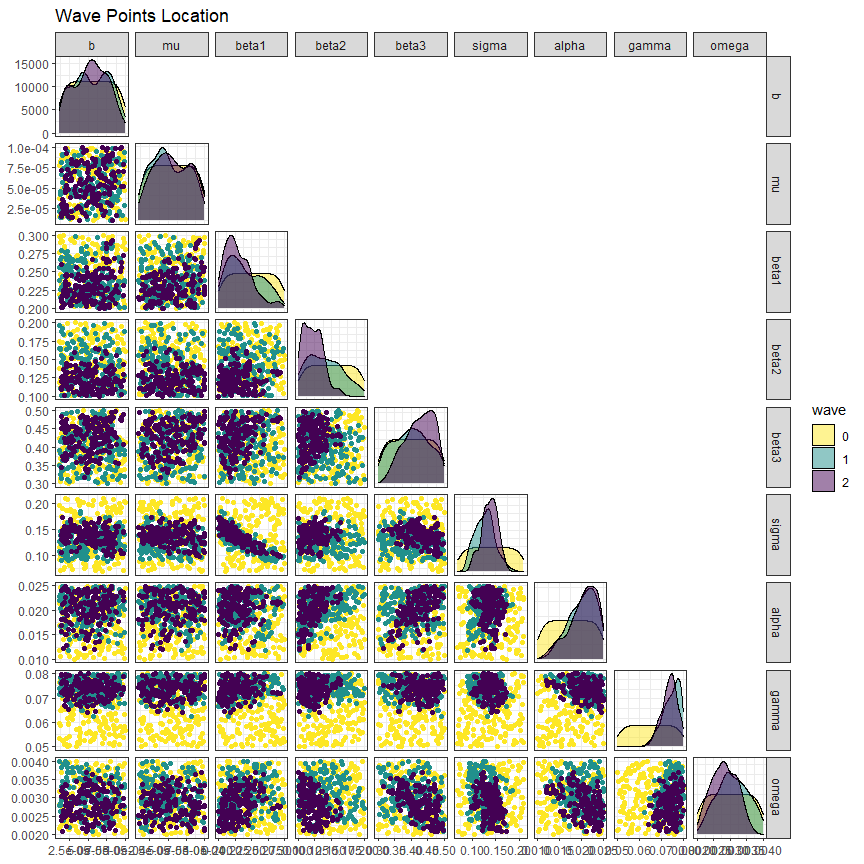 Wave Points Location
b mu beta1 beta2 beta3 sigma alpha gamma omega
15000
10000
5000
0
b
1.0e-04
7.5e-05
5.0e-05
2.5e-05
mu
0.300
0.275
0.250
0.225
0.200
beta1
0.200
0.175
0.150
0.125
0.100
beta2
0.50
0.45
0.40
0.35
0.30
beta3
wave
0
1
2
0.20
0.15
0.10
sigma
0.025
0.020
0.015
0.010
alpha
0.08
0.07
0.06
0.05
gamma
0.0040
0.0035
0.0030
0.0025
0.0020
omega